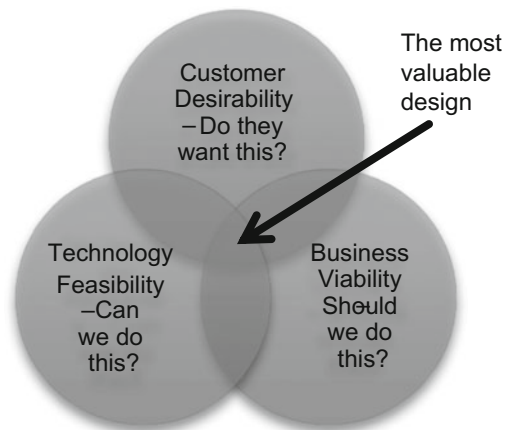 Customer
Desirability
–Do they
want this?
The most
valuable
design
Technology
Feasibility
–Can
we do
this?
Business
Viability
Should–
we do
this?